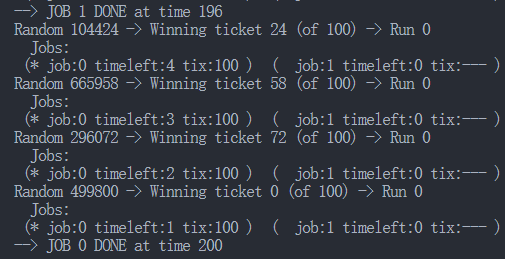 --> JOB 1 DONE at time 196
Random 104424 -> Winning ticket 24 (of 100) -> Run 0
Jobs:
(* job:0 timeleft:4 tix:100 ) ( job:1 timeleft:0 tix:--- )
Random 665958 -> Winning ticket 58 (of 100) -> Run 0
Jobs:
(* job:0 timeleft:3 tix:100 ) ( job:1 timeleft:0 tix:--- )
Random 296072 -> Winning ticket 72 (of 100) -> Run 0
Jobs:
(* job:0 timeleft:2 tix:100 ) ( job:1 timeleft:0 tix:--- )
Random 499800 -> Winning ticket 0 (of 100) -> Run 0
Jobs:
(* job:0 timeleft:1 tix:100 ) ( job:1 timeleft:0 tix:--- )
--> JOB 0 DONE at time 200